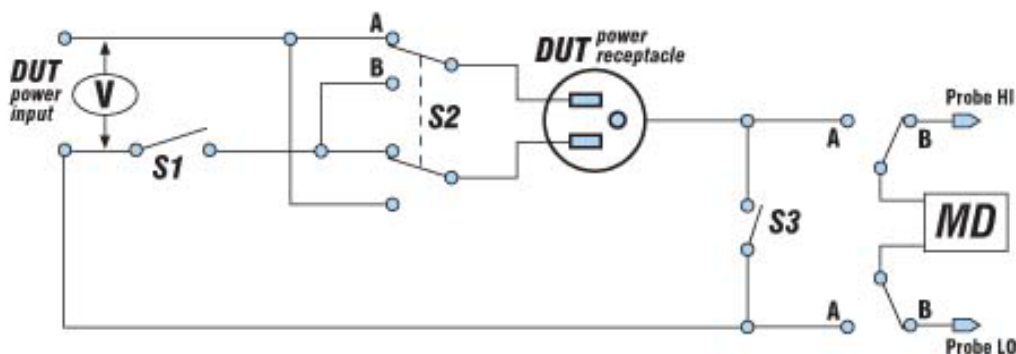 A
DUT power receptacle
DUT
power
input
V
B
S2
Probe HI
A
B
S1
S3
MD
A
B
Probe LO